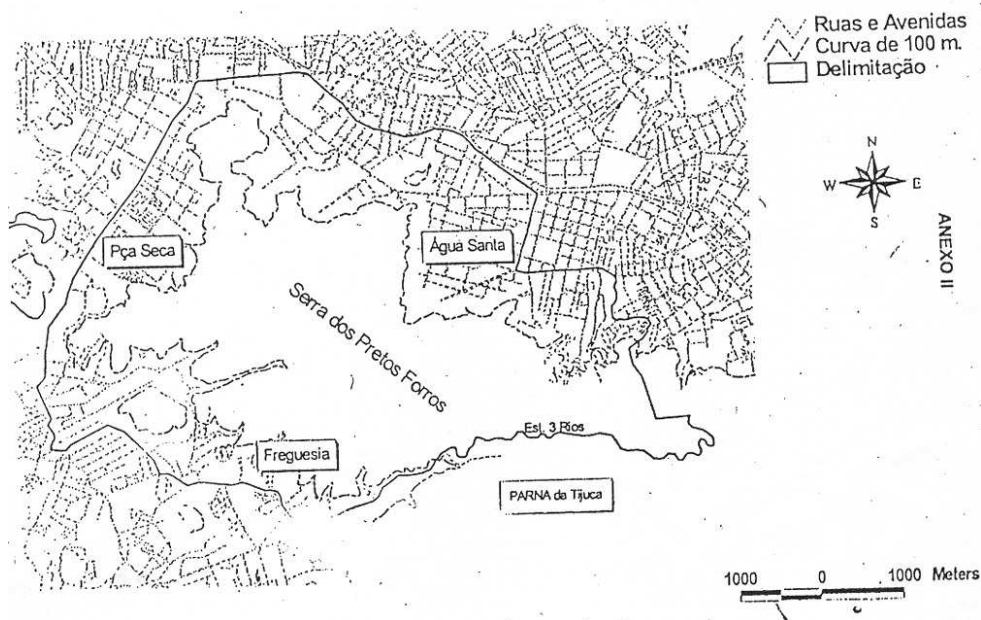 Ruas e Avenidas
Curva de 100 m.
Delimitação
N
W E
S
ANEXO II
Pça Seca
Água Santa
Serra dos Pretos Forros
Est. 3 Rios
Freguesia
PARNA da Tijuca
1000 0 1000 Meters